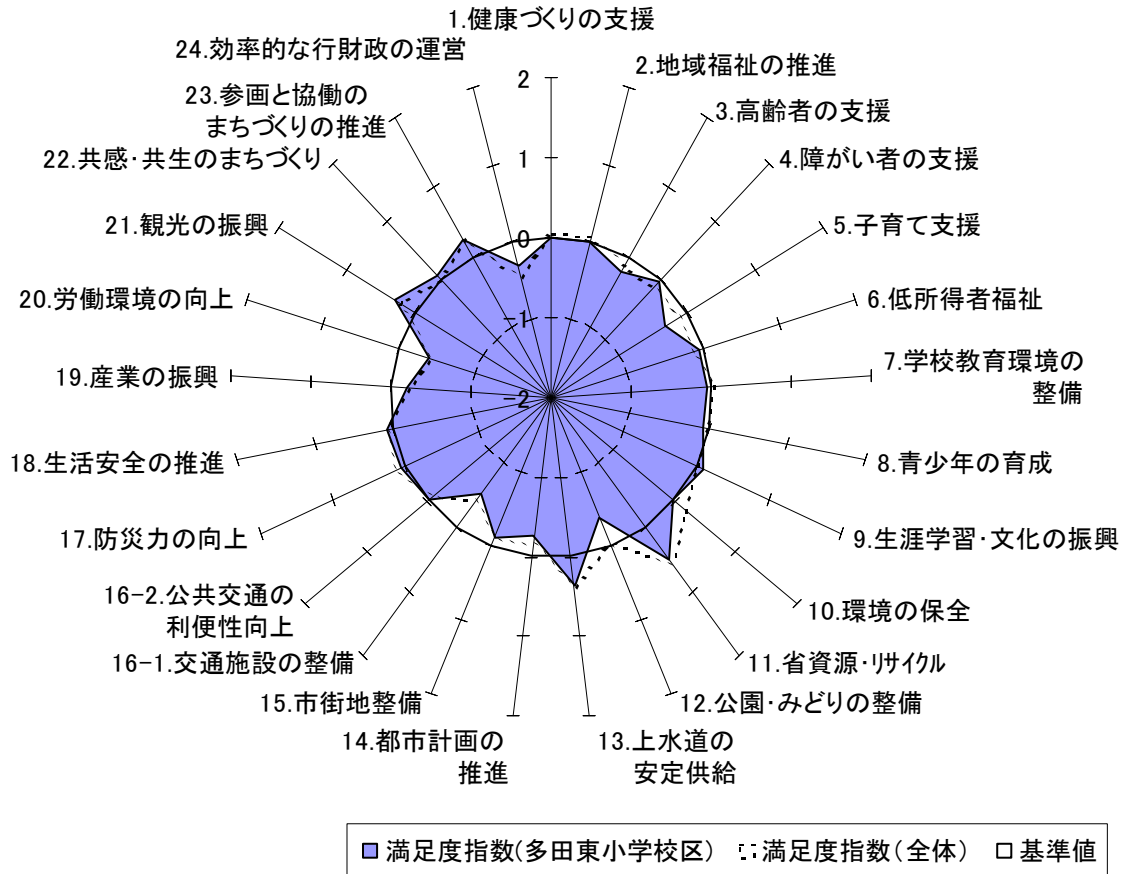 1.健康づくりの支援
2.地域福祉の推進
3.高齢者の支援
4.障がい者の支援
5.子育て支援
6.低所得者福祉
7.学校教育環境の
整備
8.青少年の育成
9.生涯学習・文化の振興
10.環境の保全
11.省資源・リサイクル
12.公園・みどりの整備
13.上水道の
安定供給
14.都市計画の
推進
15.市街地整備
16-1.交通施設の整備
16-2.公共交通の
利便性向上
17.防災力の向上
18.生活安全の推進
19.産業の振興
20.労働環境の向上
21.観光の振興
22.共感・共生のまちづくり
23.参画と協働の
まちづくりの推進
24.効率的な行財政の運営
2
1
0
-1
-2
満足度指数(多田東小学校区) 満足度指数(全体) 基準値